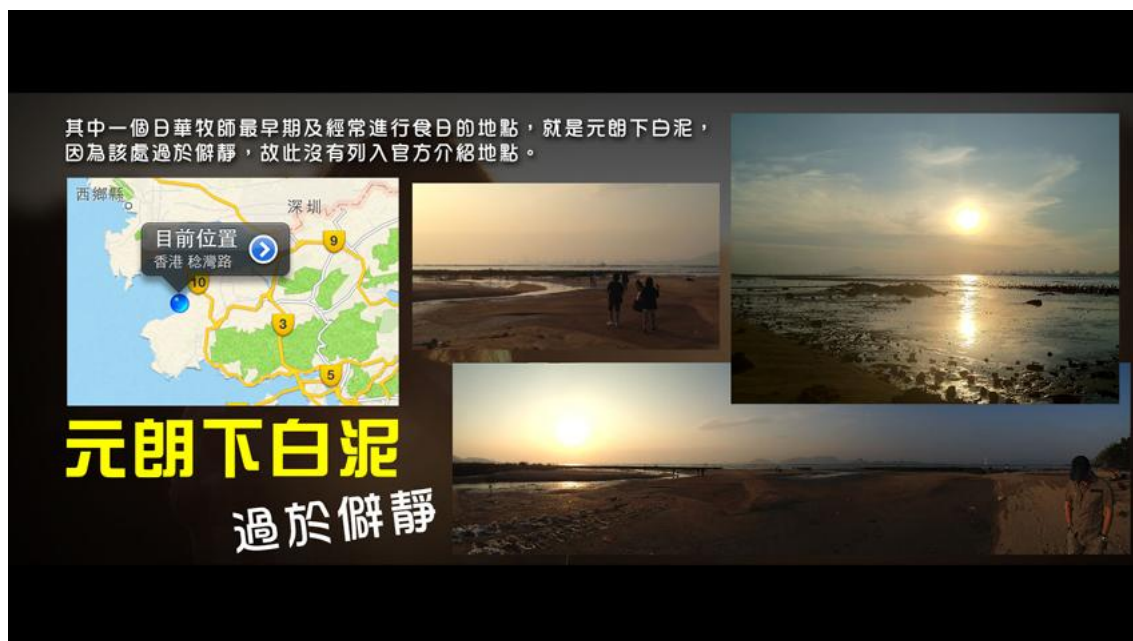 其中一個日華牧師最早期及經常進行食日的地點，就是元朗下白泥，
因為該處過於僻靜，故此沒有列入官方介紹地點。
西鄉縣
深圳
目前位置
香港 稔灣路
9
10
3
5
元朗下白泥
過於僻靜